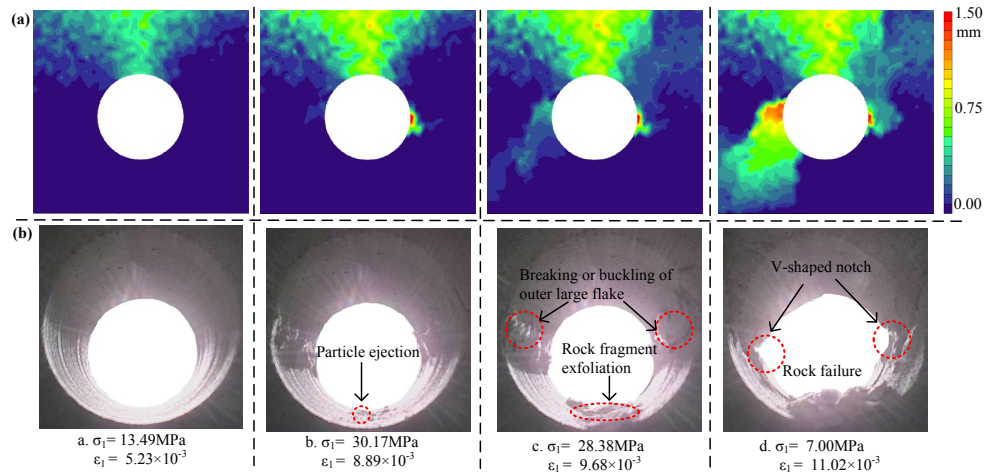 (a)
1.50
mm
0.75
0.00
(b)
Particle ejection
Breaking or buckling of
outer large flake
Rock fragment
exfoliation
V-shaped notch
Rock failure
a. σ₁= 13.49MPa
ε₁ = 5.23×10⁻³
b. σ₁= 30.17MPa
ε₁ = 8.89×10⁻³
c. σ₁= 28.38MPa
ε₁ = 9.68×10⁻³
d. σ₁= 7.00MPa
ε₁ = 11.02×10⁻³